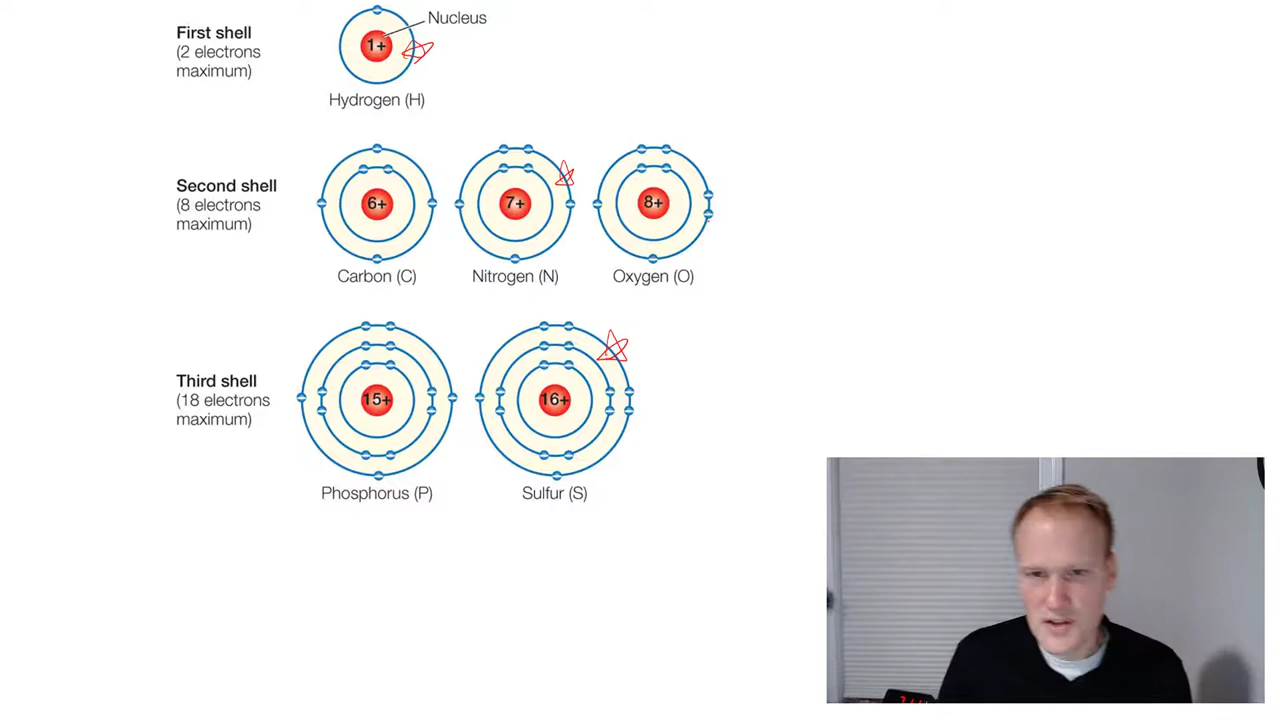 First shell
(2 electrons
maximum)
Nucleus
1+
Hydrogen (H)
Second shell
(8 electrons
maximum)
6+
7+
8+
Carbon (C)
Nitrogen (N)
Oxygen (O)
Third shell
(18 electrons
maximum)
15+
16+
Phosphorus (P)
Sulfur (S)